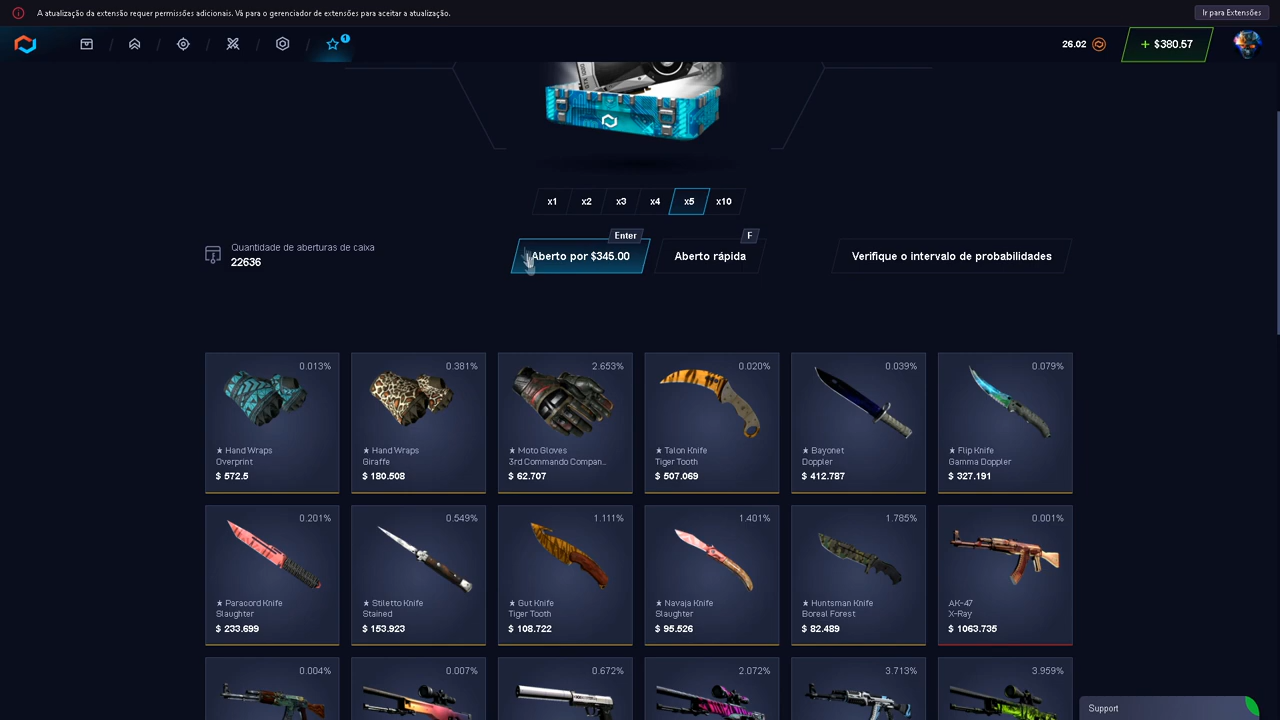 A atualização da extensão requer permissões adicionais. Vá para o gerenciador de extensões para aceitar a atualização.
Ir para Extensões
1
26.02
+ $380.57
x1
x2
x3
x4
x5
x10
Quantidade de aberturas de caixa
22636
Enter
Aberto por $345.00
F
Aberto rápida
Verifique o intervalo de probabilidades
0.013%
★ Hand Wraps
Overprint
$ 572.5
0.381%
★ Hand Wraps
Giraffe
$ 180.508
2.653%
★ Moto Gloves
3rd Commando Compan...
$ 62.707
0.020%
★ Talon Knife
Tiger Tooth
$ 507.069
0.039%
★ Bayonet
Doppler
$ 412.787
0.079%
★ Flip Knife
Gamma Doppler
$ 327.191
0.201%
★ Paracord Knife
Slaughter
$ 233.699
0.549%
★ Stiletto Knife
Stained
$ 153.923
1.111%
★ Gut Knife
Tiger Tooth
$ 108.722
1.401%
★ Navaja Knife
Slaughter
$ 95.526
1.785%
★ Huntsman Knife
Boreal Forest
$ 82.489
0.001%
AK-47
X-Ray
$ 1063.735
0.004%
0.007%
0.672%
2.072%
3.713%
3.959%
Support